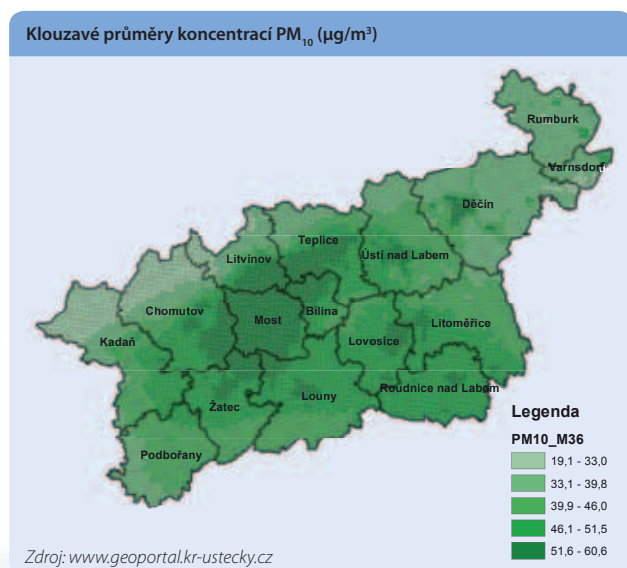 Klouzavé průměry koncentrací PM₁₀ (µg/m³)
Rumburk
Varnsdorf
Děčín
Teplice
Ústí nad Labem
Litvínov
Chomutov
Most
Bílina
Kadaň
Lovosice
Litoměřice
Louny
Roudnice nad Labem
Žatec
Podbořany
Legenda
PM10_M36
19,1 - 33,0
33,1 - 39,8
39,9 - 46,0
46,1 - 51,5
51,6 - 60,6
Zdroj: www.geoportal.kr-ustecky.cz